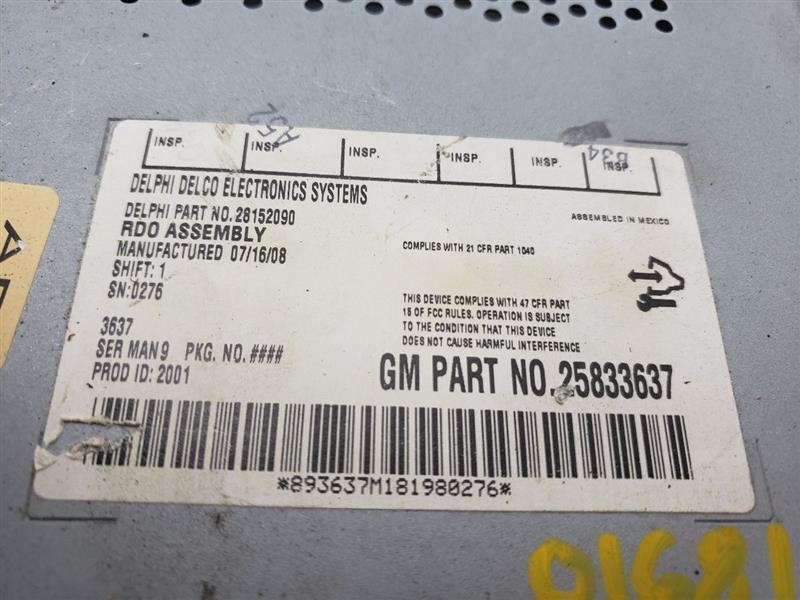 A52
B34
INSP. INSP. INSP. INSP. INSP. INSP.
DELPHI DELCO ELECTRONICS SYSTEMS
DELPHI PART NO. 28152090
ASSEMBLED IN MEXICO
RDO ASSEMBLY
MANUFACTURED 07/16/08
COMPLIES WITH 21 CFR PART 1040
SHIFT: 1
SN: 0276
THIS DEVICE COMPLIES WITH 47 CFR PART
15 OF FCC RULES. OPERATION IS SUBJECT
TO THE CONDITION THAT THIS DEVICE
DOES NOT CAUSE HARMFUL INTERFERENCE
3637
SER MAN 9 PKG. NO. ####
PROD ID: 2001
GM PART NO. 25833637
*893637M181980276*
01681